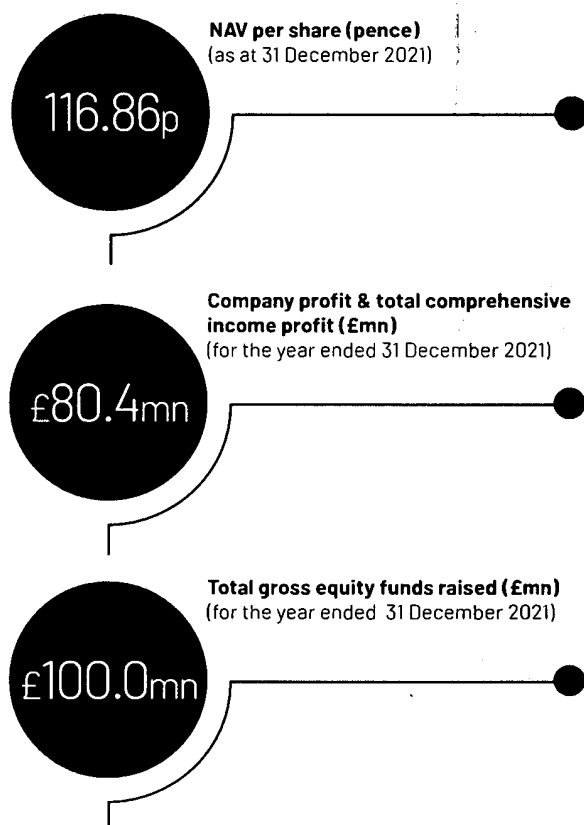 NAV per share (pence)
(as at 31 December 2021)
116.86p
Company profit & total comprehensive
income profit (£mn)
(for the year ended 31 December 2021)
£80.4mn
Total gross equity funds raised (£mn)
(for the year ended 31 December 2021)
£100.0mn